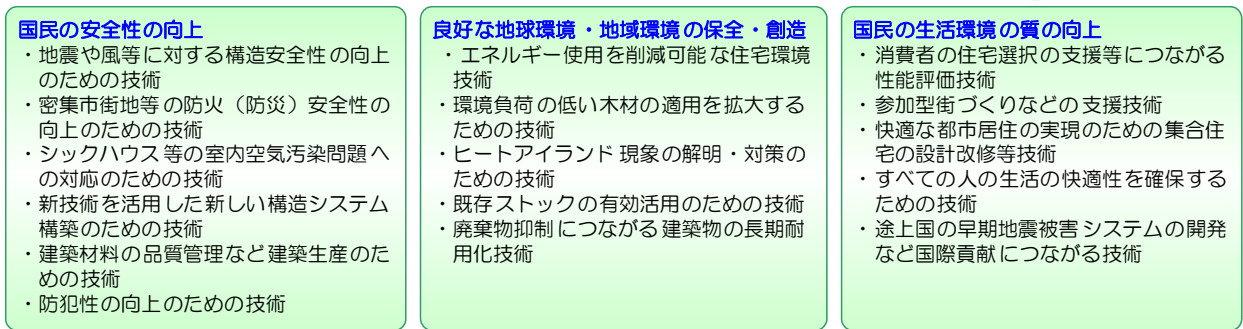 国民の安全性の向上
・地震や風等に対する構造安全性の向上
のための技術
・密集市街地等の防火（防災）安全性の
向上のための技術
・シックハウス等の室内空気汚染問題へ
の対応のための技術
・新技術を活用した新しい構造システム
構築のための技術
・建築材料の品質管理など建築生産のた
めの技術
・防犯性の向上のための技術
良好な地球環境・地域環境の保全・創造
・エネルギー使用を削減可能な住宅環境
技術
・環境負荷の低い木材の適用を拡大する
ための技術
・ヒートアイランド現象の解明・対策の
ための技術
・既存ストックの有効活用のための技術
・廃棄物抑制につながる建築物の長期耐
用化技術
国民の生活環境の質の向上
・消費者の住宅選択の支援等につながる
性能評価技術
・参加型街づくりなどの支援技術
・快適な都市居住の実現のための集合住
宅の設計改修等技術
・すべての人の生活の快適性を確保する
ための技術
・途上国の早期地震被害システムの開発
など国際貢献につながる技術